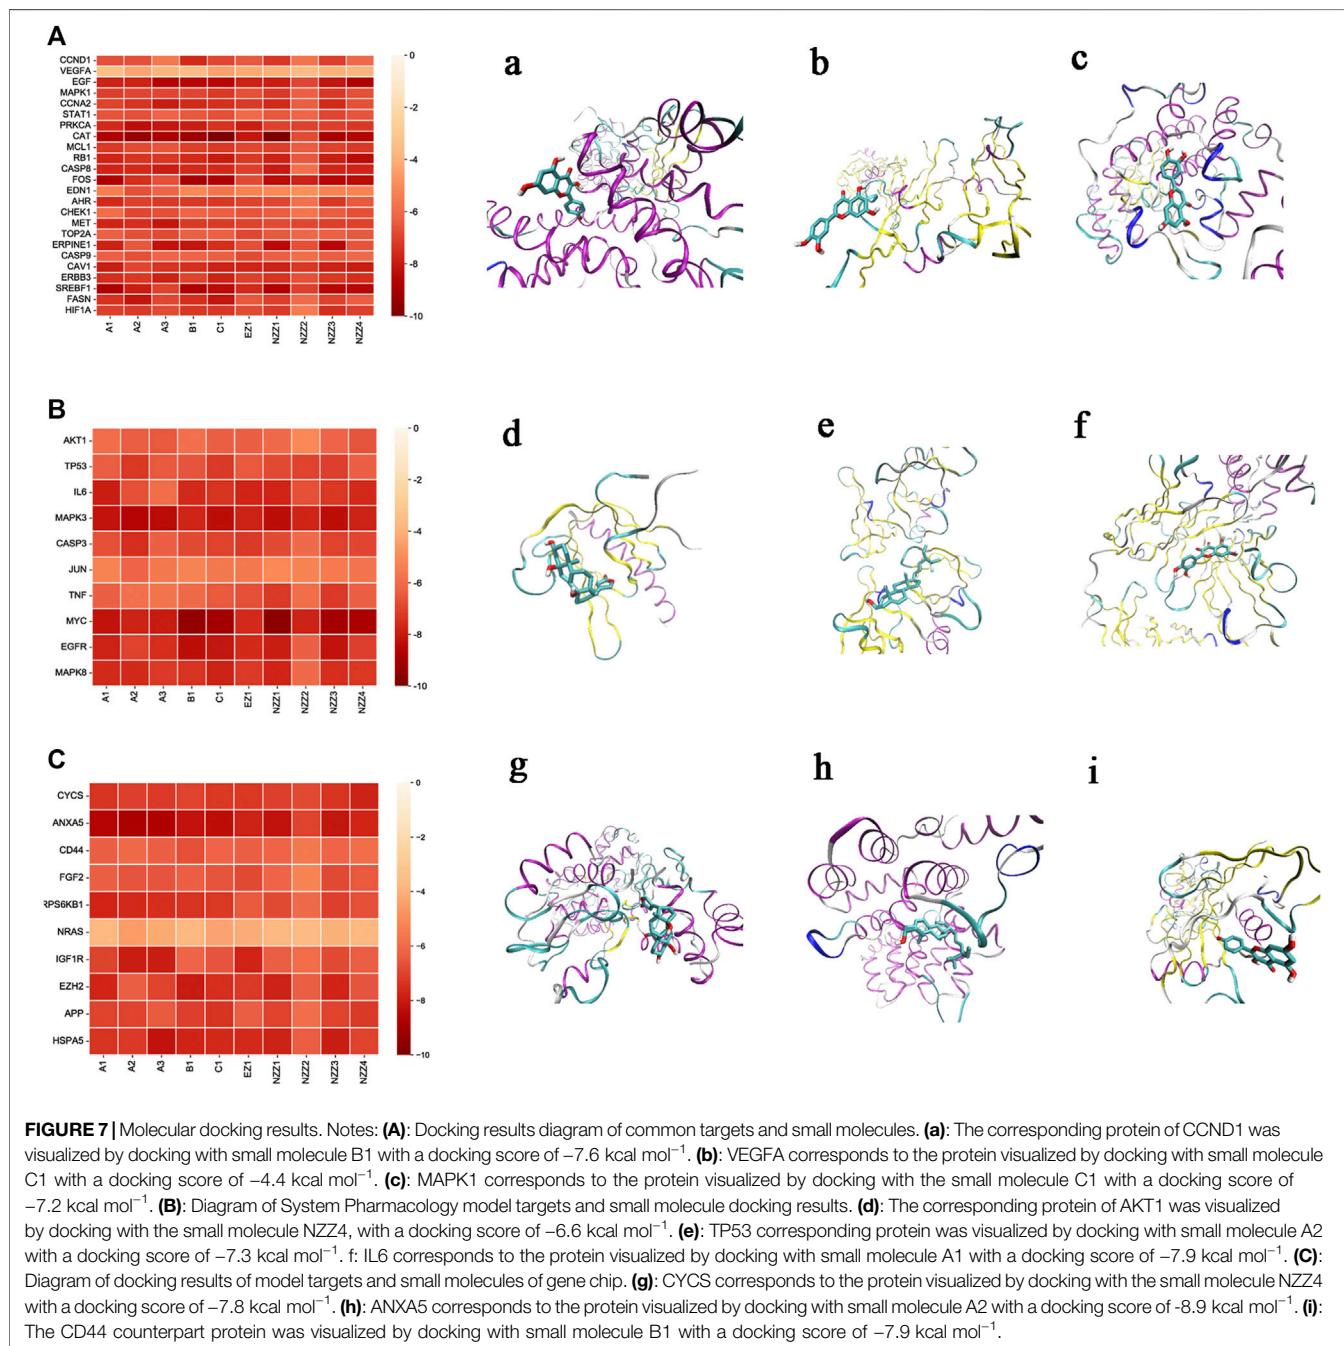 A
CCND1
VEGFA
EGF
MAPK1
CCNA2
STAT1
PRKCA
CAT
MCL1
RB1
CASP8
FOS
EDN1
AHR
CHEK1
MET
TOP2A
ERPINE1
CASP9
CAV1
ERBB3
SREBF1
FASN
HIF1A
A1 A2 A3 B1 C1 EZ1 NZZ1 NZZ2 NZZ3 NZZ4
0
-2
-4
-6
-8
-10
a
b
c
B
AKT1
TP53
IL6
MAPK3
CASP3
JUN
TNF
MYC
EGFR
MAPK8
A1 A2 A3 B1 C1 EZ1 NZZ1 NZZ2 NZZ3 NZZ4
0
-2
-4
-6
-8
-10
d
e
f
C
CYCS
ANXA5
CD44
FGF2
RPS6KB1
NRAS
IGF1R
EZH2
APP
HSPA5
A1 A2 A3 B1 C1 EZ1 NZZ1 NZZ2 NZZ3 NZZ4
0
-2
-4
-6
-8
-10
g
h
i
FIGURE 7 | Molecular docking results. Notes: (A): Docking results diagram of common targets and small molecules. (a): The corresponding protein of CCND1 was
visualized by docking with small molecule B1 with a docking score of −7.6 kcal mol⁻¹. (b): VEGFA corresponds to the protein visualized by docking with small molecule
C1 with a docking score of −4.4 kcal mol⁻¹. (c): MAPK1 corresponds to the protein visualized by docking with the small molecule C1 with a docking score of
−7.2 kcal mol⁻¹. (B): Diagram of System Pharmacology model targets and small molecule docking results. (d): The corresponding protein of AKT1 was visualized
by docking with the small molecule NZZ4, with a docking score of −6.6 kcal mol⁻¹. (e): TP53 corresponding protein was visualized by docking with small molecule A2
with a docking score of −7.3 kcal mol⁻¹. f: IL6 corresponds to the protein visualized by docking with small molecule A1 with a docking score of −7.9 kcal mol⁻¹. (C):
Diagram of docking results of model targets and small molecules of gene chip. (g): CYCS corresponds to the protein visualized by docking with the small molecule NZZ4
with a docking score of −7.8 kcal mol⁻¹. (h): ANXA5 corresponds to the protein visualized by docking with small molecule A2 with a docking score of -8.9 kcal mol⁻¹. (i):
The CD44 counterpart protein was visualized by docking with small molecule B1 with a docking score of −7.9 kcal mol⁻¹.